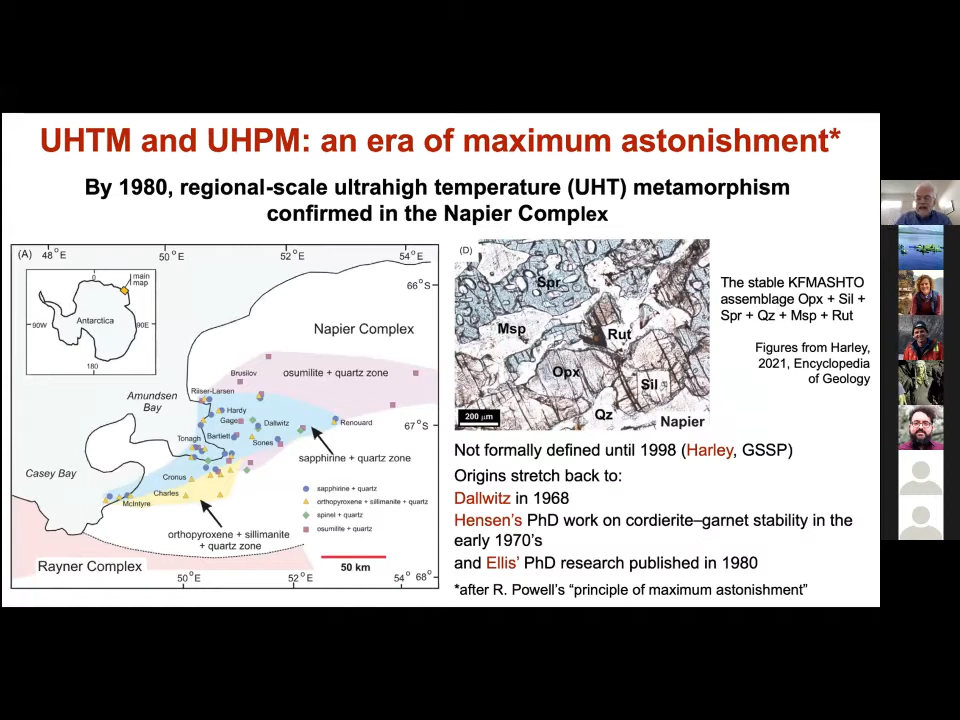 UHTM and UHPM: an era of maximum astonishment*
By 1980, regional-scale ultrahigh temperature (UHT) metamorphism
confirmed in the Napier Complex
(A)
48°E
50°E
52°E
54°E
66°S
0
main
map
Antarctica
90W
90E
180
Napier Complex
Brusilov
osumilite + quartz zone
Amundsen
Bay
Riiser-Larsen
Hardy
Gage
Dallwitz
Renouard
67°S
Tonagh
Bartlett
Sones
sapphirine + quartz zone
Casey Bay
Cronus
Charles
McIntyre
sapphirine + quartz
orthopyroxene + sillimanite + quartz
spinel + quartz
osumilite + quartz
orthopyroxene + sillimanite
+ quartz zone
50 km
Rayner Complex
50°E
52°E
54°
68°
(D)
Spr
Msp
Rut
Opx
Sil
Qz
200 µm
Napier
The stable KFMASHTO
assemblage Opx + Sil +
Spr + Qz + Msp + Rut
Figures from Harley,
2021, Encyclopedia
of Geology
Not formally defined until 1998 (Harley, GSSP)
Origins stretch back to:
Dallwitz in 1968
Hensen's PhD work on cordierite–garnet stability in the
early 1970's
and Ellis' PhD research published in 1980
*after R. Powell's "principle of maximum astonishment"